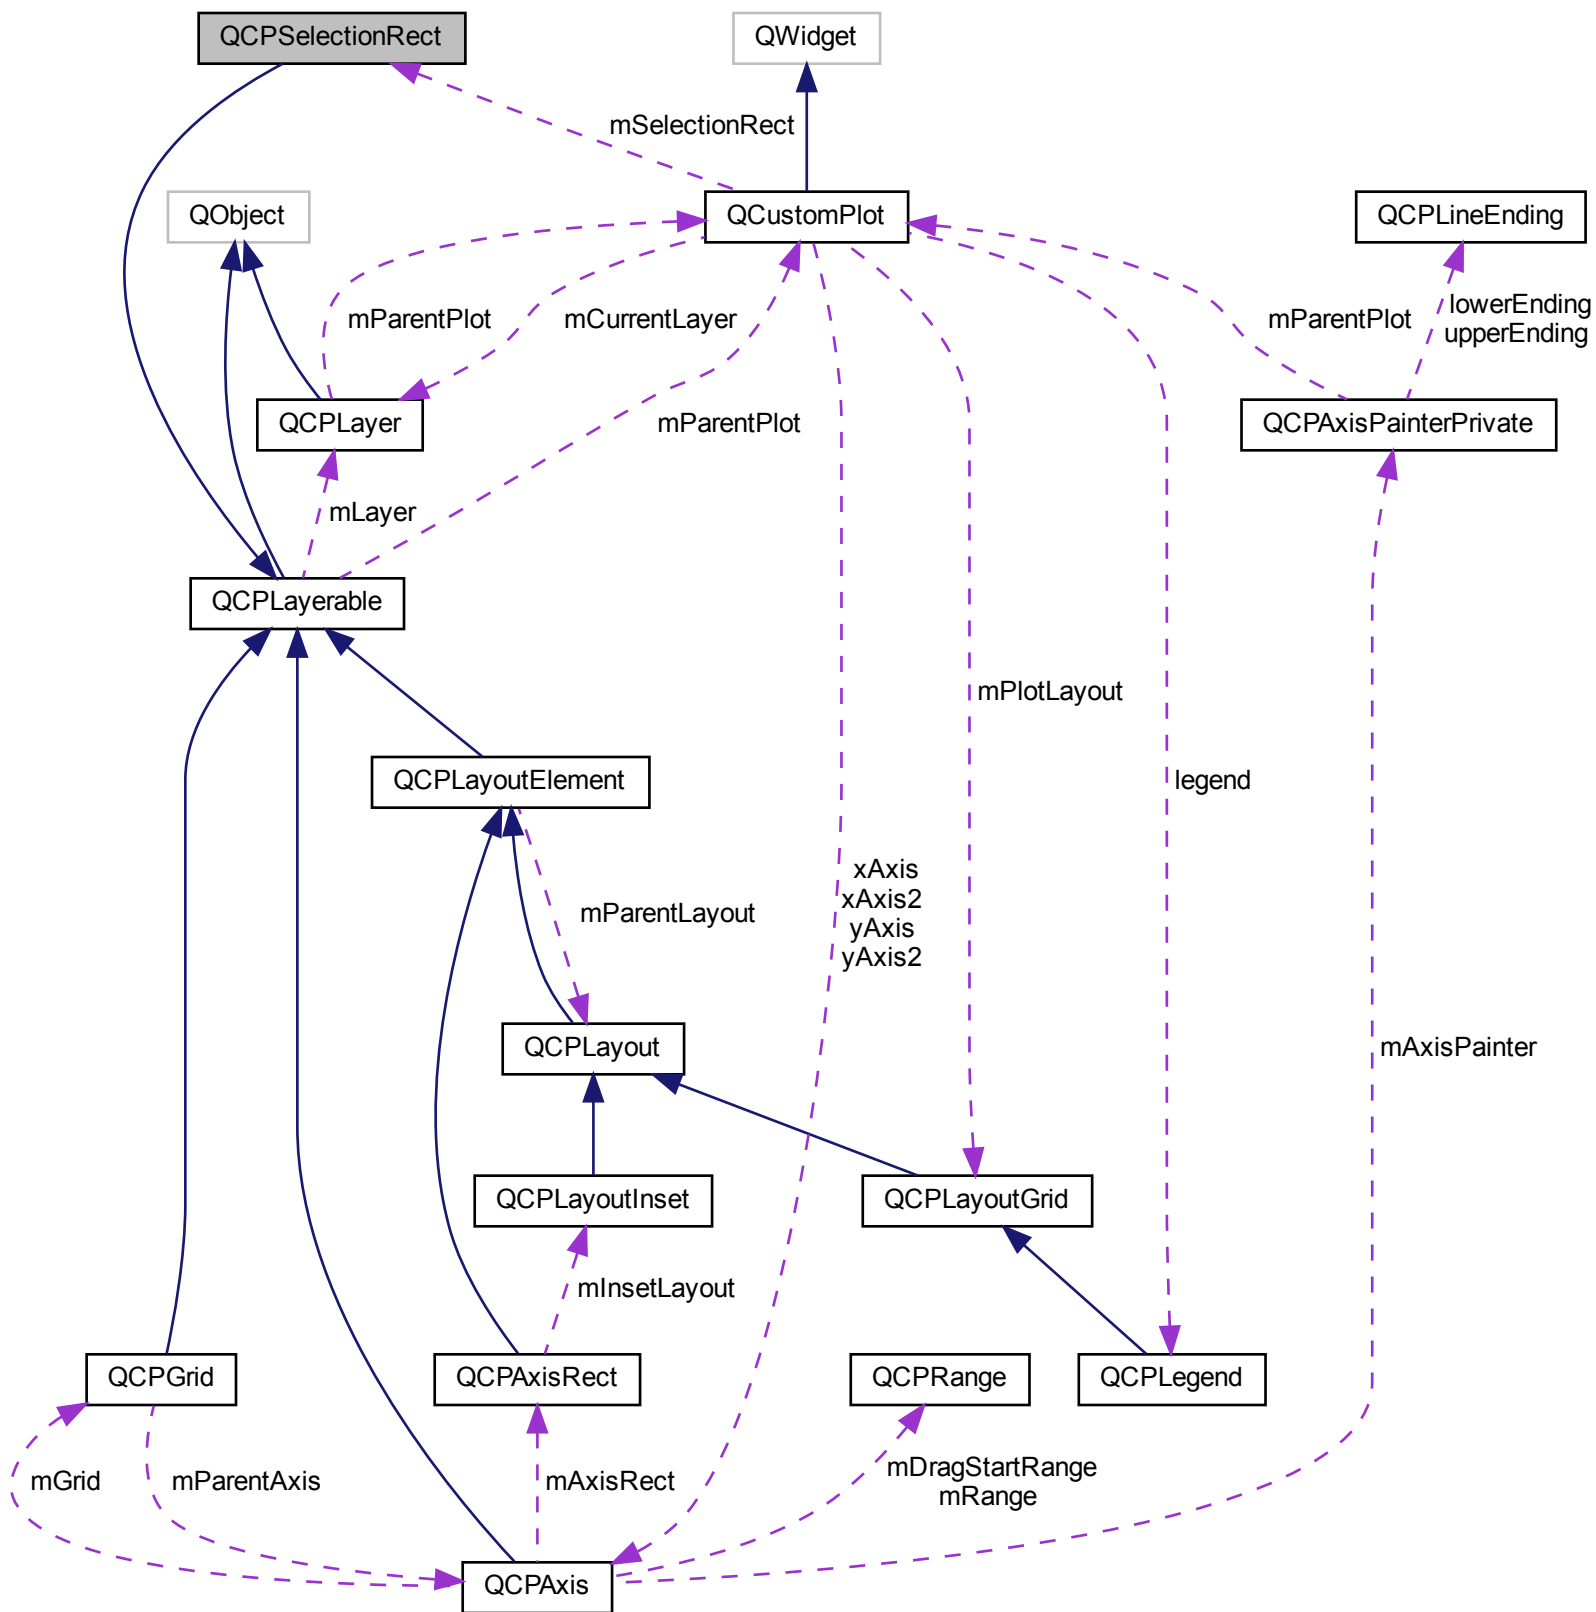 QCPSelectionRect
QWidget
mSelectionRect
QObject
QCustomPlot
QCPLineEnding
mParentPlot
mCurrentLayer
mParentPlot
lowerEnding
upperEnding
QCPLayer
mParentPlot
QCPAxisPainterPrivate
mLayer
QCPLayerable
mPlotLayout
QCPLayoutElement
legend
xAxis
xAxis2
yAxis
yAxis2
mParentLayout
QCPLayout
mAxisPainter
QCPLayoutInset
QCPLayoutGrid
mInsetLayout
QCPGrid
QCPAxisRect
QCPRange
QCPLegend
mGrid
mParentAxis
mAxisRect
mDragStartRange
mRange
QCPAxis